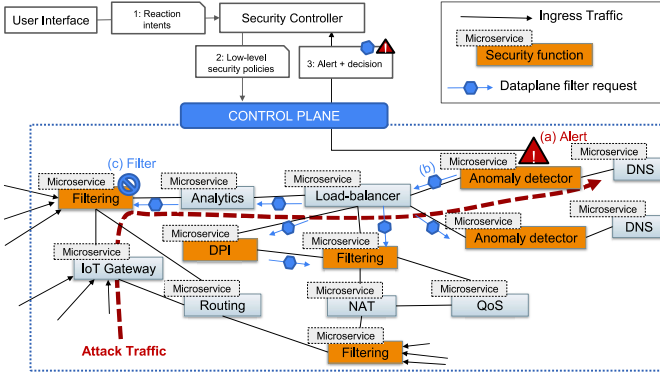 User Interface
1: Reaction
intents
Security Controller
2: Low-level
security policies
3: Alert + decision
Ingress Traffic
Microservice
Security function
Dataplane filter request
CONTROL PLANE
(a) Alert
(c) Filter
(b)
Microservice
Filtering
Microservice
Analytics
Microservice
Load-balancer
Microservice
Anomaly detector
Microservice
DNS
Microservice
DPI
Microservice
Filtering
Microservice
Anomaly detector
Microservice
DNS
Microservice
IoT Gateway
Microservice
Routing
Microservice
NAT
Microservice
QoS
Attack Traffic
Microservice
Filtering